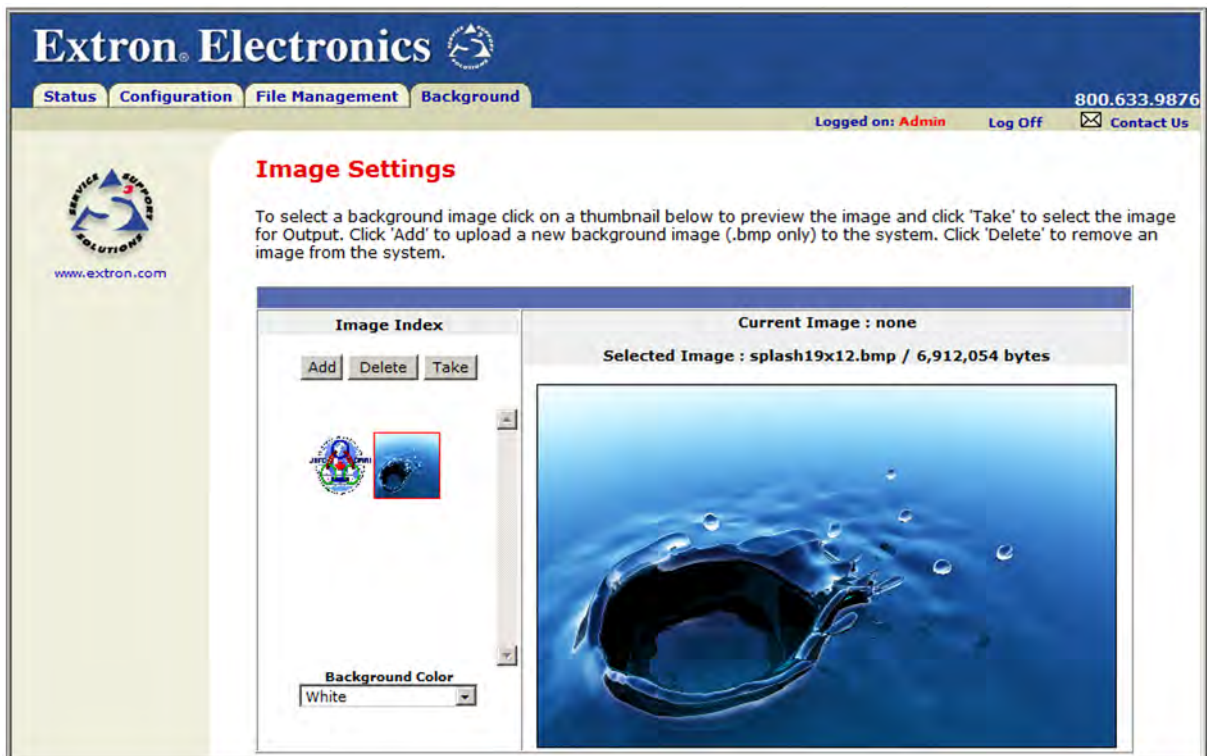 Extron® Electronics
Status Configuration File Management Background
800.633.9876
Logged on: Admin Log Off Contact Us
SERVICE SUPPORT SOLUTIONS
3
www.extron.com
Image Settings
To select a background image click on a thumbnail below to preview the image and click 'Take' to select the image
for Output. Click 'Add' to upload a new background image (.bmp only) to the system. Click 'Delete' to remove an
image from the system.
Image Index
Add Delete Take
Current Image : none
Selected Image : splash19x12.bmp / 6,912,054 bytes
Background Color
White